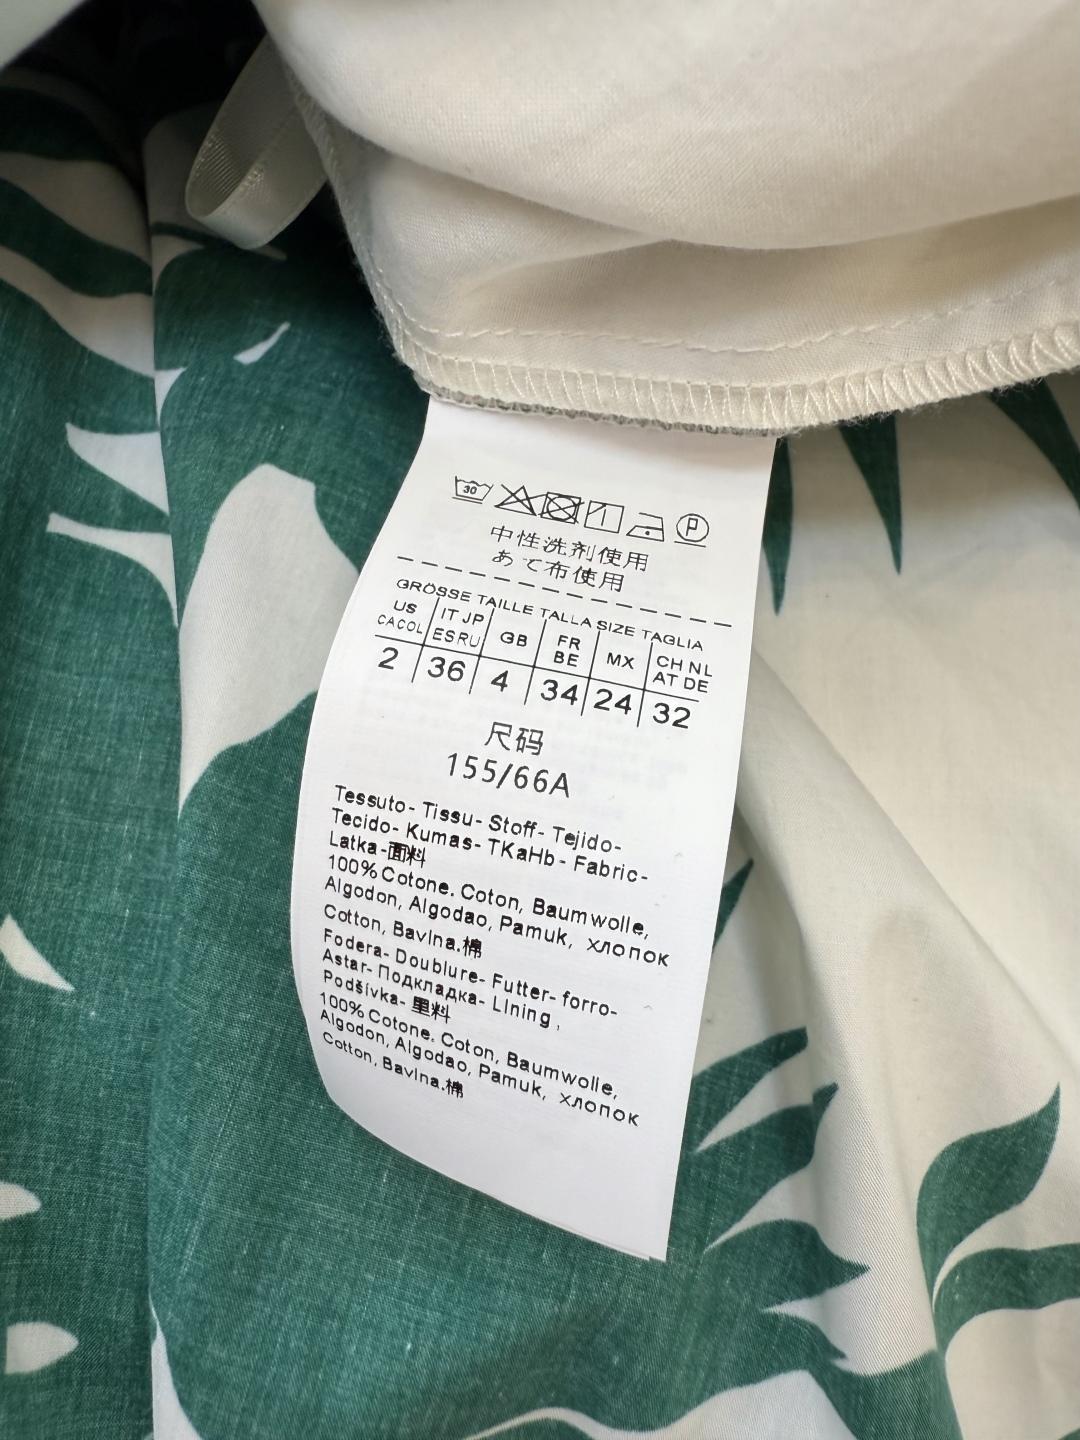 30 P
中性洗剤使用
あて布使用
GRÖSSE TAILLE TALLA SIZE TAGLIA
US CACOL IT JP ES RU GB FR BE MX CH NL AT DE
2 36 4 34 24 32
尺码
155/66A
Tessuto- Tissu- Stoff- Tejido-
Tecido- Kumas- TKaHb- Fabric-
Latka-面料
100%Cotone. Coton, Baumwolle,
Algodon, Algodao, Pamuk, хлопок
Cotton, Bavlna.棉
Fodera- Doublure- Futter- forro-
Astar- Подкладка- Lining ,
Podšívka- 里料
100% Cotone. Coton, Baumwolle,
Algodon, Algodao, Pamuk, хлопок
Cotton, Bavlna.棉